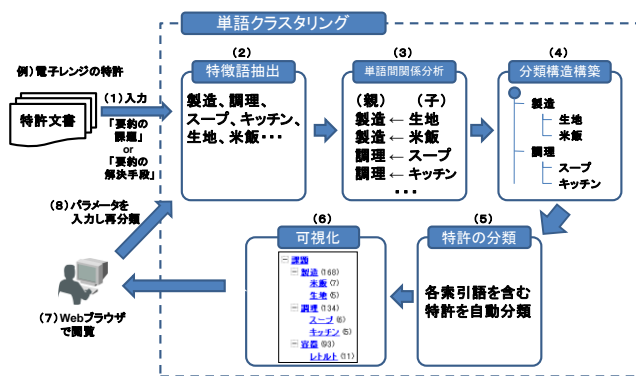 単語クラスタリング
例)電子レンジの特許
特許文書
(1)入力
「要約の
課題」
or
「要約の
解決手段」
(2)
特徴語抽出
製造、調理、
スープ、キッチン、
生地、米飯・・・
(3)
単語間関係分析
(親) (子)
製造 ← 生地
製造 ← 米飯
調理 ← スープ
調理 ← キッチン
・・・
(4)
分類構造構築
製造
生地
米飯
調理
スープ
キッチン
(5)
特許の分類
各索引語を含む
特許を自動分類
(6)
可視化
課題
製造(168)
米飯(7)
生地(5)
調理(134)
スープ(6)
キッチン(5)
容器(93)
レトルト(11)
(7)Webブラウザ
で閲覧
(8)パラメータを
入力し再分類